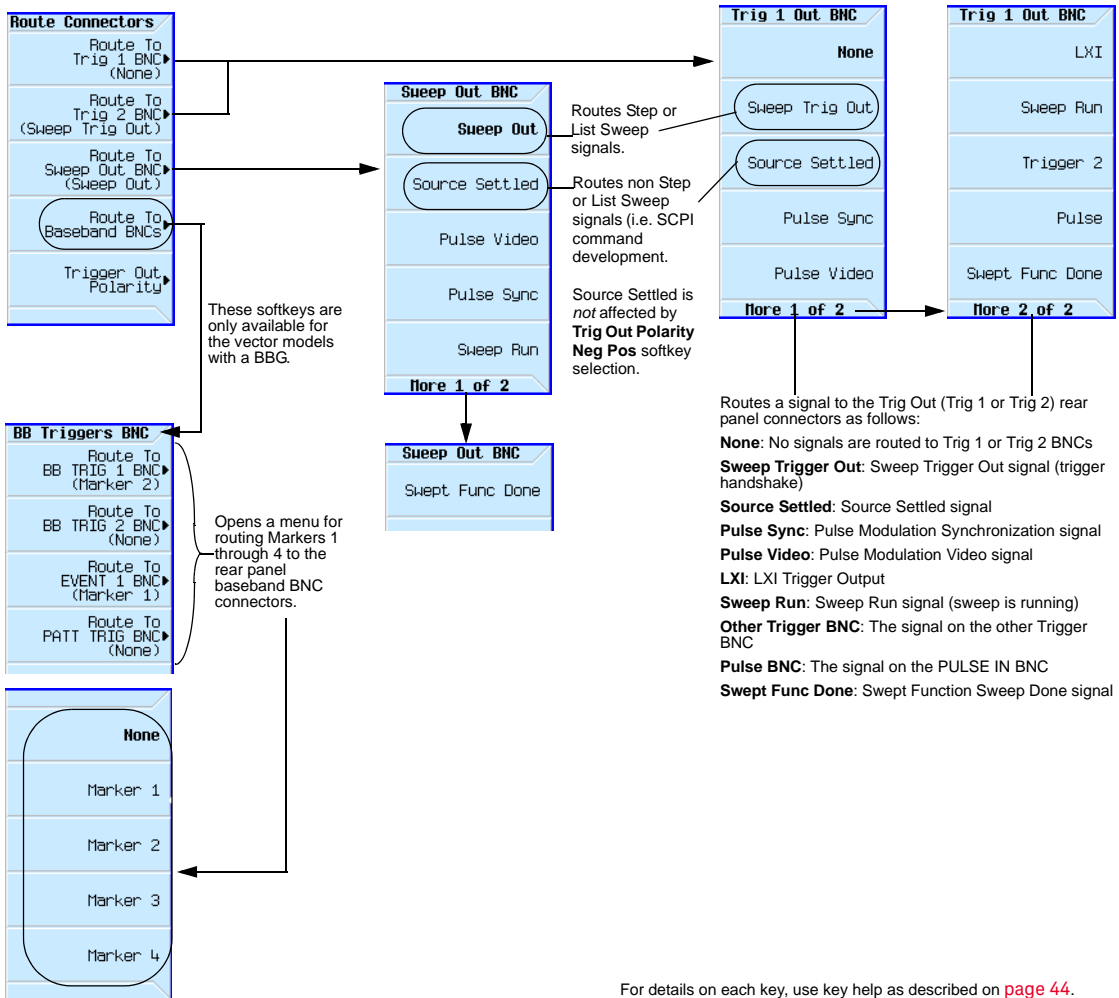 Route Connectors
Route To
Trig 1 BNC
(None)
Route To
Trig 2 BNC
(Sweep Trig Out)
Route To
Sweep Out BNC
(Sweep Out)
Route To
Baseband BNCs
Trigger Out
Polarity
These softkeys are
only available for
the vector models
with a BBG.
Sweep Out BNC
Sweep Out
Source Settled
Pulse Video
Pulse Sync
Sweep Run
More 1 of 2
Sweep Out BNC
Swept Func Done
Routes Step or
List Sweep
signals.
Routes non Step
or List Sweep
signals (i.e. SCPI
command
development.
Source Settled is
not affected by
Trig Out Polarity
Neg Pos softkey
selection.
Trig 1 Out BNC
None
Sweep Trig Out
Source Settled
Pulse Sync
Pulse Video
More 1 of 2
Trig 1 Out BNC
LXI
Sweep Run
Trigger 2
Pulse
Swept Func Done
More 2 of 2
Routes a signal to the Trig Out (Trig 1 or Trig 2) rear
panel connectors as follows:
None: No signals are routed to Trig 1 or Trig 2 BNCs
Sweep Trigger Out: Sweep Trigger Out signal (trigger
handshake)
Source Settled: Source Settled signal
Pulse Sync: Pulse Modulation Synchronization signal
Pulse Video: Pulse Modulation Video signal
LXI: LXI Trigger Output
Sweep Run: Sweep Run signal (sweep is running)
Other Trigger BNC: The signal on the other Trigger
BNC
Pulse BNC: The signal on the PULSE IN BNC
Swept Func Done: Swept Function Sweep Done signal
BB Triggers BNC
Route To
BB TRIG 1 BNC
(Marker 2)
Route To
BB TRIG 2 BNC
(None)
Route To
EVENT 1 BNC
(Marker 1)
Route To
PATT TRIG BNC
(None)
Opens a menu for
routing Markers 1
through 4 to the
rear panel
baseband BNC
connectors.
None
Marker 1
Marker 2
Marker 3
Marker 4
For details on each key, use key help as described on page 44.